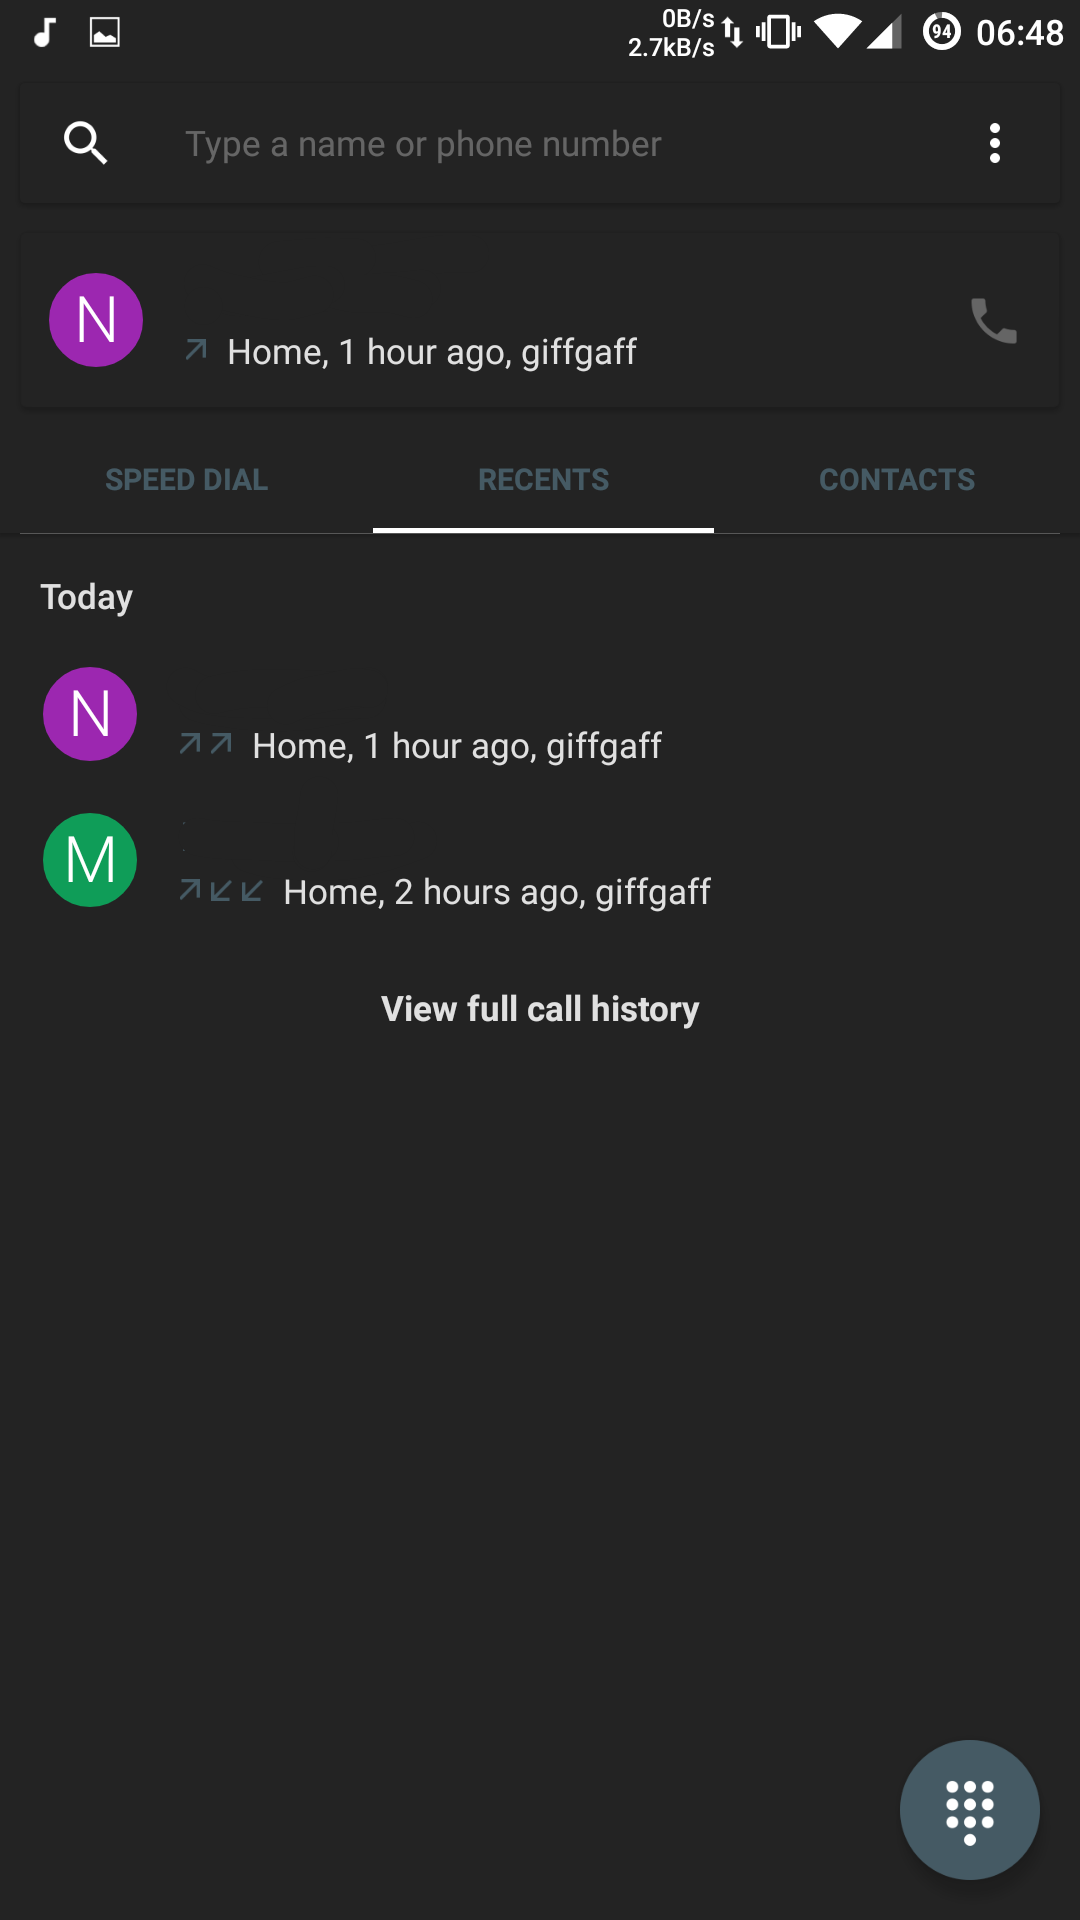 0B/s
2.7kB/s
94
06:48
Type a name or phone number
N
Home, 1 hour ago, giffgaff
SPEED DIAL
RECENTS
CONTACTS
Today
N
Home, 1 hour ago, giffgaff
M
Home, 2 hours ago, giffgaff
View full call history